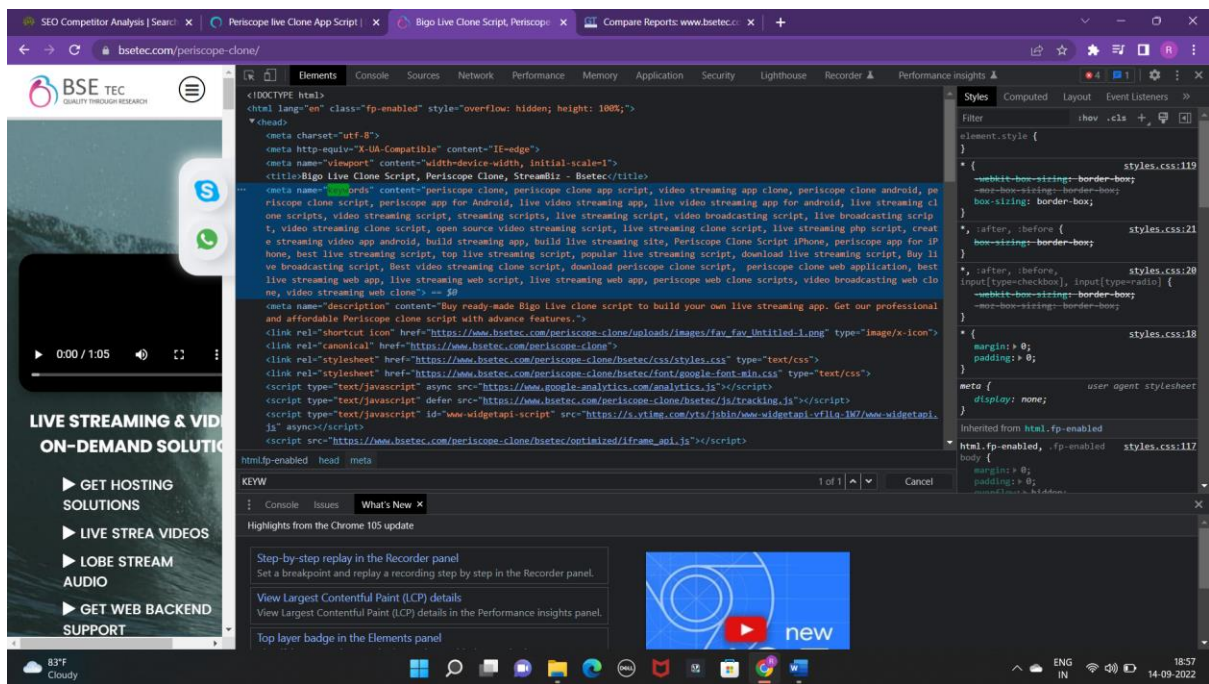 SEO Competitor Analysis | Search
Periscope live Clone App Script |
Bigo Live Clone Script, Periscope
Compare Reports: www.bsetec.co
bsetec.com/periscope-clone/
R
BSE TEC
QUALITY THROUGH RESEARCH
0:00 / 1:05
LIVE STREAMING & VID
ON-DEMAND SOLUTIO
GET HOSTING
SOLUTIONS
LIVE STREA VIDEOS
LOBE STREAM
AUDIO
GET WEB BACKEND
SUPPORT
Elements Console Sources Network Performance Memory Application Security Lighthouse Recorder Performance insights 4 1
<!DOCTYPE html>
<html lang="en" class="fp-enabled" style="overflow: hidden; height: 100%;">
<head>
<meta charset="utf-8">
<meta http-equiv="X-UA-Compatible" content="IE=edge">
<meta name="viewport" content="width=device-width, initial-scale=1">
<title>Bigo Live Clone Script, Periscope Clone, StreamBiz - Bsetec</title>
<meta name="keywords" content="periscope clone, periscope clone app script, video streaming app clone, periscope clone android, pe
riscope clone script, periscope app for Android, live video streaming app, live video streaming app for android, live streaming cl
one scripts, video streaming script, streaming scripts, live streaming script, video broadcasting script, live broadcasting scrip
t, video streaming clone script, open source video streaming script, live streaming clone script, live streaming php script, creat
e streaming video app android, build streaming app, build live streaming site, Periscope Clone Script iPhone, periscope app for iP
hone, best live streaming script, top live streaming script, popular live streaming script, download live streaming script, Buy li
ve broadcasting script, Best video streaming clone script, download periscope clone script, periscope clone web application, best
live streaming web app, live streaming web script, live streaming web app, periscope web clone scripts, video broadcasting web clo
ne, video streaming web clone"> == $0
<meta name="description" content="Buy ready-made Bigo Live clone script to build your own live streaming app. Get our professional
and affordable Periscope clone script with advance features.">
<link rel="shortcut icon" href="https://www.bsetec.com/periscope-clone/uploads/images/fav_fav_Untitled-1.png" type="image/x-icon">
<link rel="canonical" href="https://www.bsetec.com/periscope-clone">
<link rel="stylesheet" href="https://www.bsetec.com/periscope-clone/bsetec/css/styles.css" type="text/css">
<link rel="stylesheet" href="https://www.bsetec.com/periscope-clone/bsetec/font/google-font-min.css" type="text/css">
<script type="text/javascript" async src="https://www.google-analytics.com/analytics.js"></script>
<script type="text/javascript" defer src="https://www.bsetec.com/periscope-clone/bsetec/js/tracking.js"></script>
<script type="text/javascript" id="www-widgetapi-script" src="https://s.ytimg.com/yts/jsbin/www-widgetapi-vflLq-1W7/www-widgetapi.
js" async></script>
<script src="https://www.bsetec.com/periscope-clone/bsetec/optimized/iframe_api.js"></script>
html.fp-enabled head meta
KEYW 1 of 1 Cancel
Styles Computed Layout Event Listeners
Filter :hov .cls
element.style {
}
* { styles.css:119
-webkit-box-sizing: border-box;
-moz-box-sizing: border-box;
box-sizing: border-box;
}
*, :after, :before { styles.css:21
box-sizing: border-box;
}
*, :after, :before, styles.css:20
input[type=checkbox], input[type=radio] {
-webkit-box-sizing: border-box;
-moz-box-sizing: border-box;
}
* { styles.css:18
margin: 0;
padding: 0;
}
meta { user agent stylesheet
display: none;
}
Inherited from html.fp-enabled
html.fp-enabled, .fp-enabled styles.css:117
body {
margin: 0;
padding: 0;
Console Issues What's New
Highlights from the Chrome 105 update
Step-by-step replay in the Recorder panel
Set a breakpoint and replay a recording step by step in the Recorder panel.
View Largest Contentful Paint (LCP) details
View Largest Contentful Paint (LCP) details in the Performance insights panel.
Top layer badge in the Elements panel
new
83°F
Cloudy
ENG
IN
18:57
14-09-2022